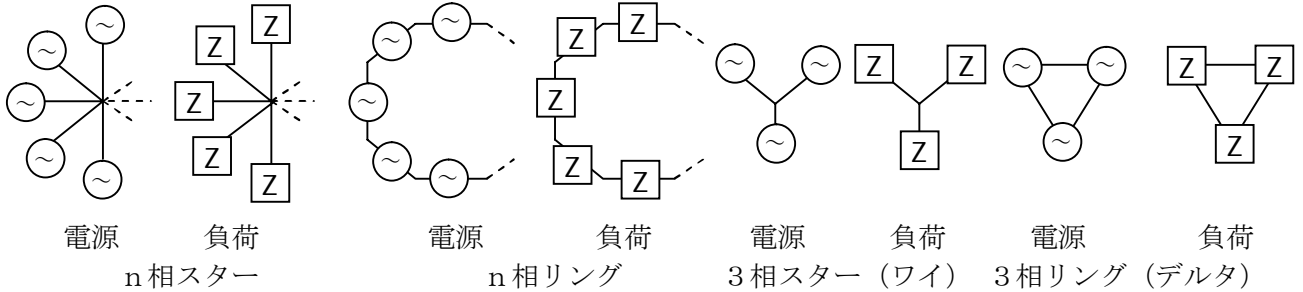 ～ ～ ～ ～ ～ Z Z Z Z Z ～ ～ ～ ～ ～ Z Z Z Z Z ～ ～ ～ Z Z Z ～ ～ ～ Z Z Z
電源 負荷 電源 負荷 電源 負荷 電源 負荷
ｎ相スター ｎ相リング ３相スター（ワイ） ３相リング（デルタ）